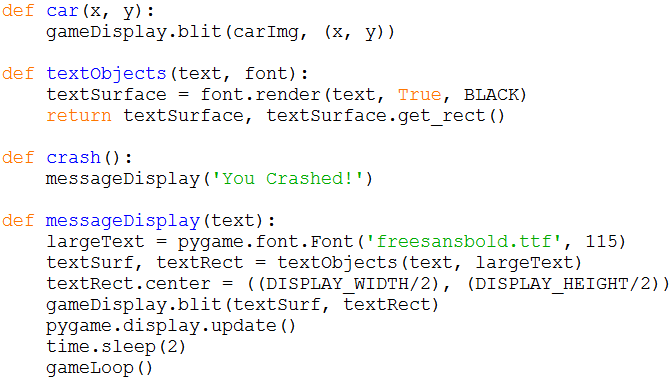 def car(x, y):
    gameDisplay.blit(carImg, (x, y))

def textObjects(text, font):
    textSurface = font.render(text, True, BLACK)
    return textSurface, textSurface.get_rect()

def crash():
    messageDisplay('You Crashed!')

def messageDisplay(text):
    largeText = pygame.font.Font('freesansbold.ttf', 115)
    textSurf, textRect = textObjects(text, largeText)
    textRect.center = ((DISPLAY_WIDTH/2), (DISPLAY_HEIGHT/2))
    gameDisplay.blit(textSurf, textRect)
    pygame.display.update()
    time.sleep(2)
    gameLoop()